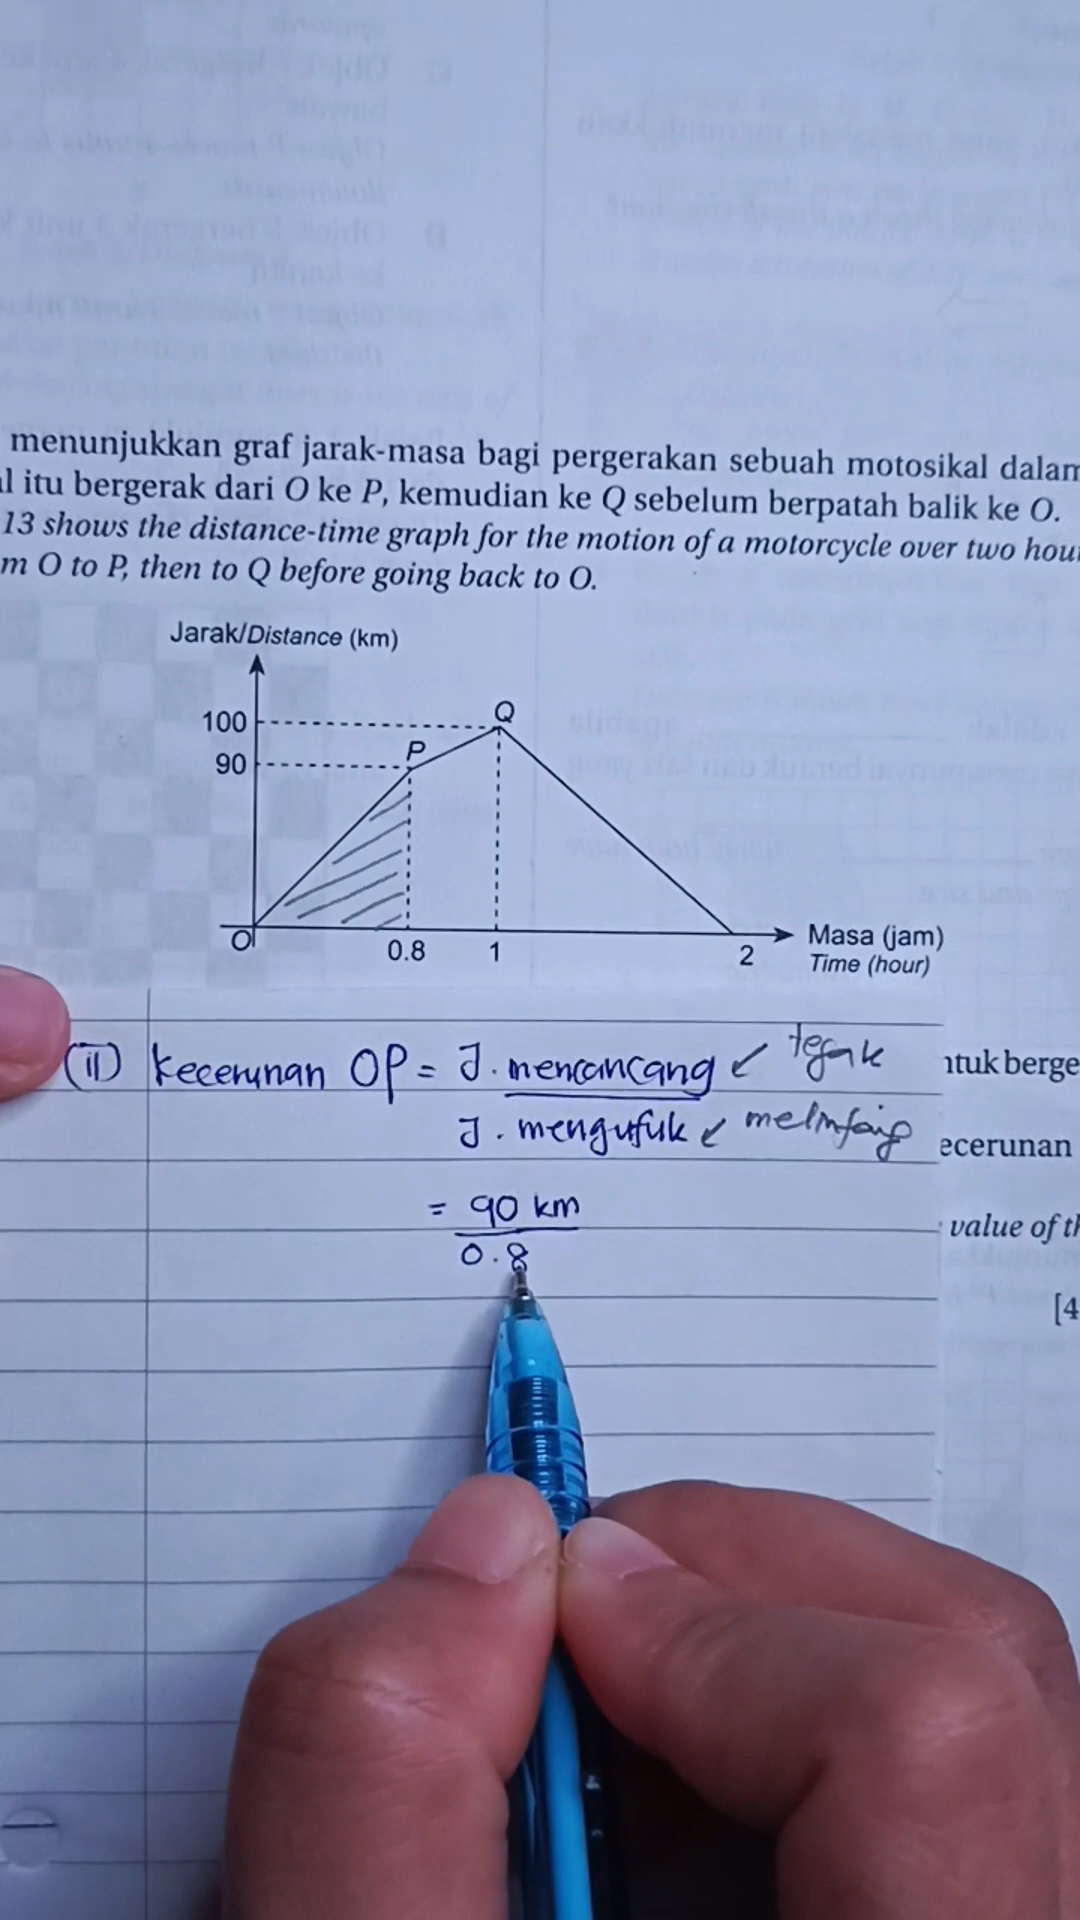 menunjukkan graf jarak-masa bagi pergerakan sebuah motosikal dalam
l itu bergerak dari O ke P, kemudian ke Q sebelum berpatah balik ke O.
13 shows the distance-time graph for the motion of a motorcycle over two hour
m O to P, then to Q before going back to O.
Jarak/Distance (km)
100
90
P
Q
O
0.8
1
2
Masa (jam)
Time (hour)
(ii) Kecerunan OP = J. mencancang ✓ tegak
J. mengufuk ✓
= 90 km
0.8
ntuk berge
ecerunan
value of th
[4